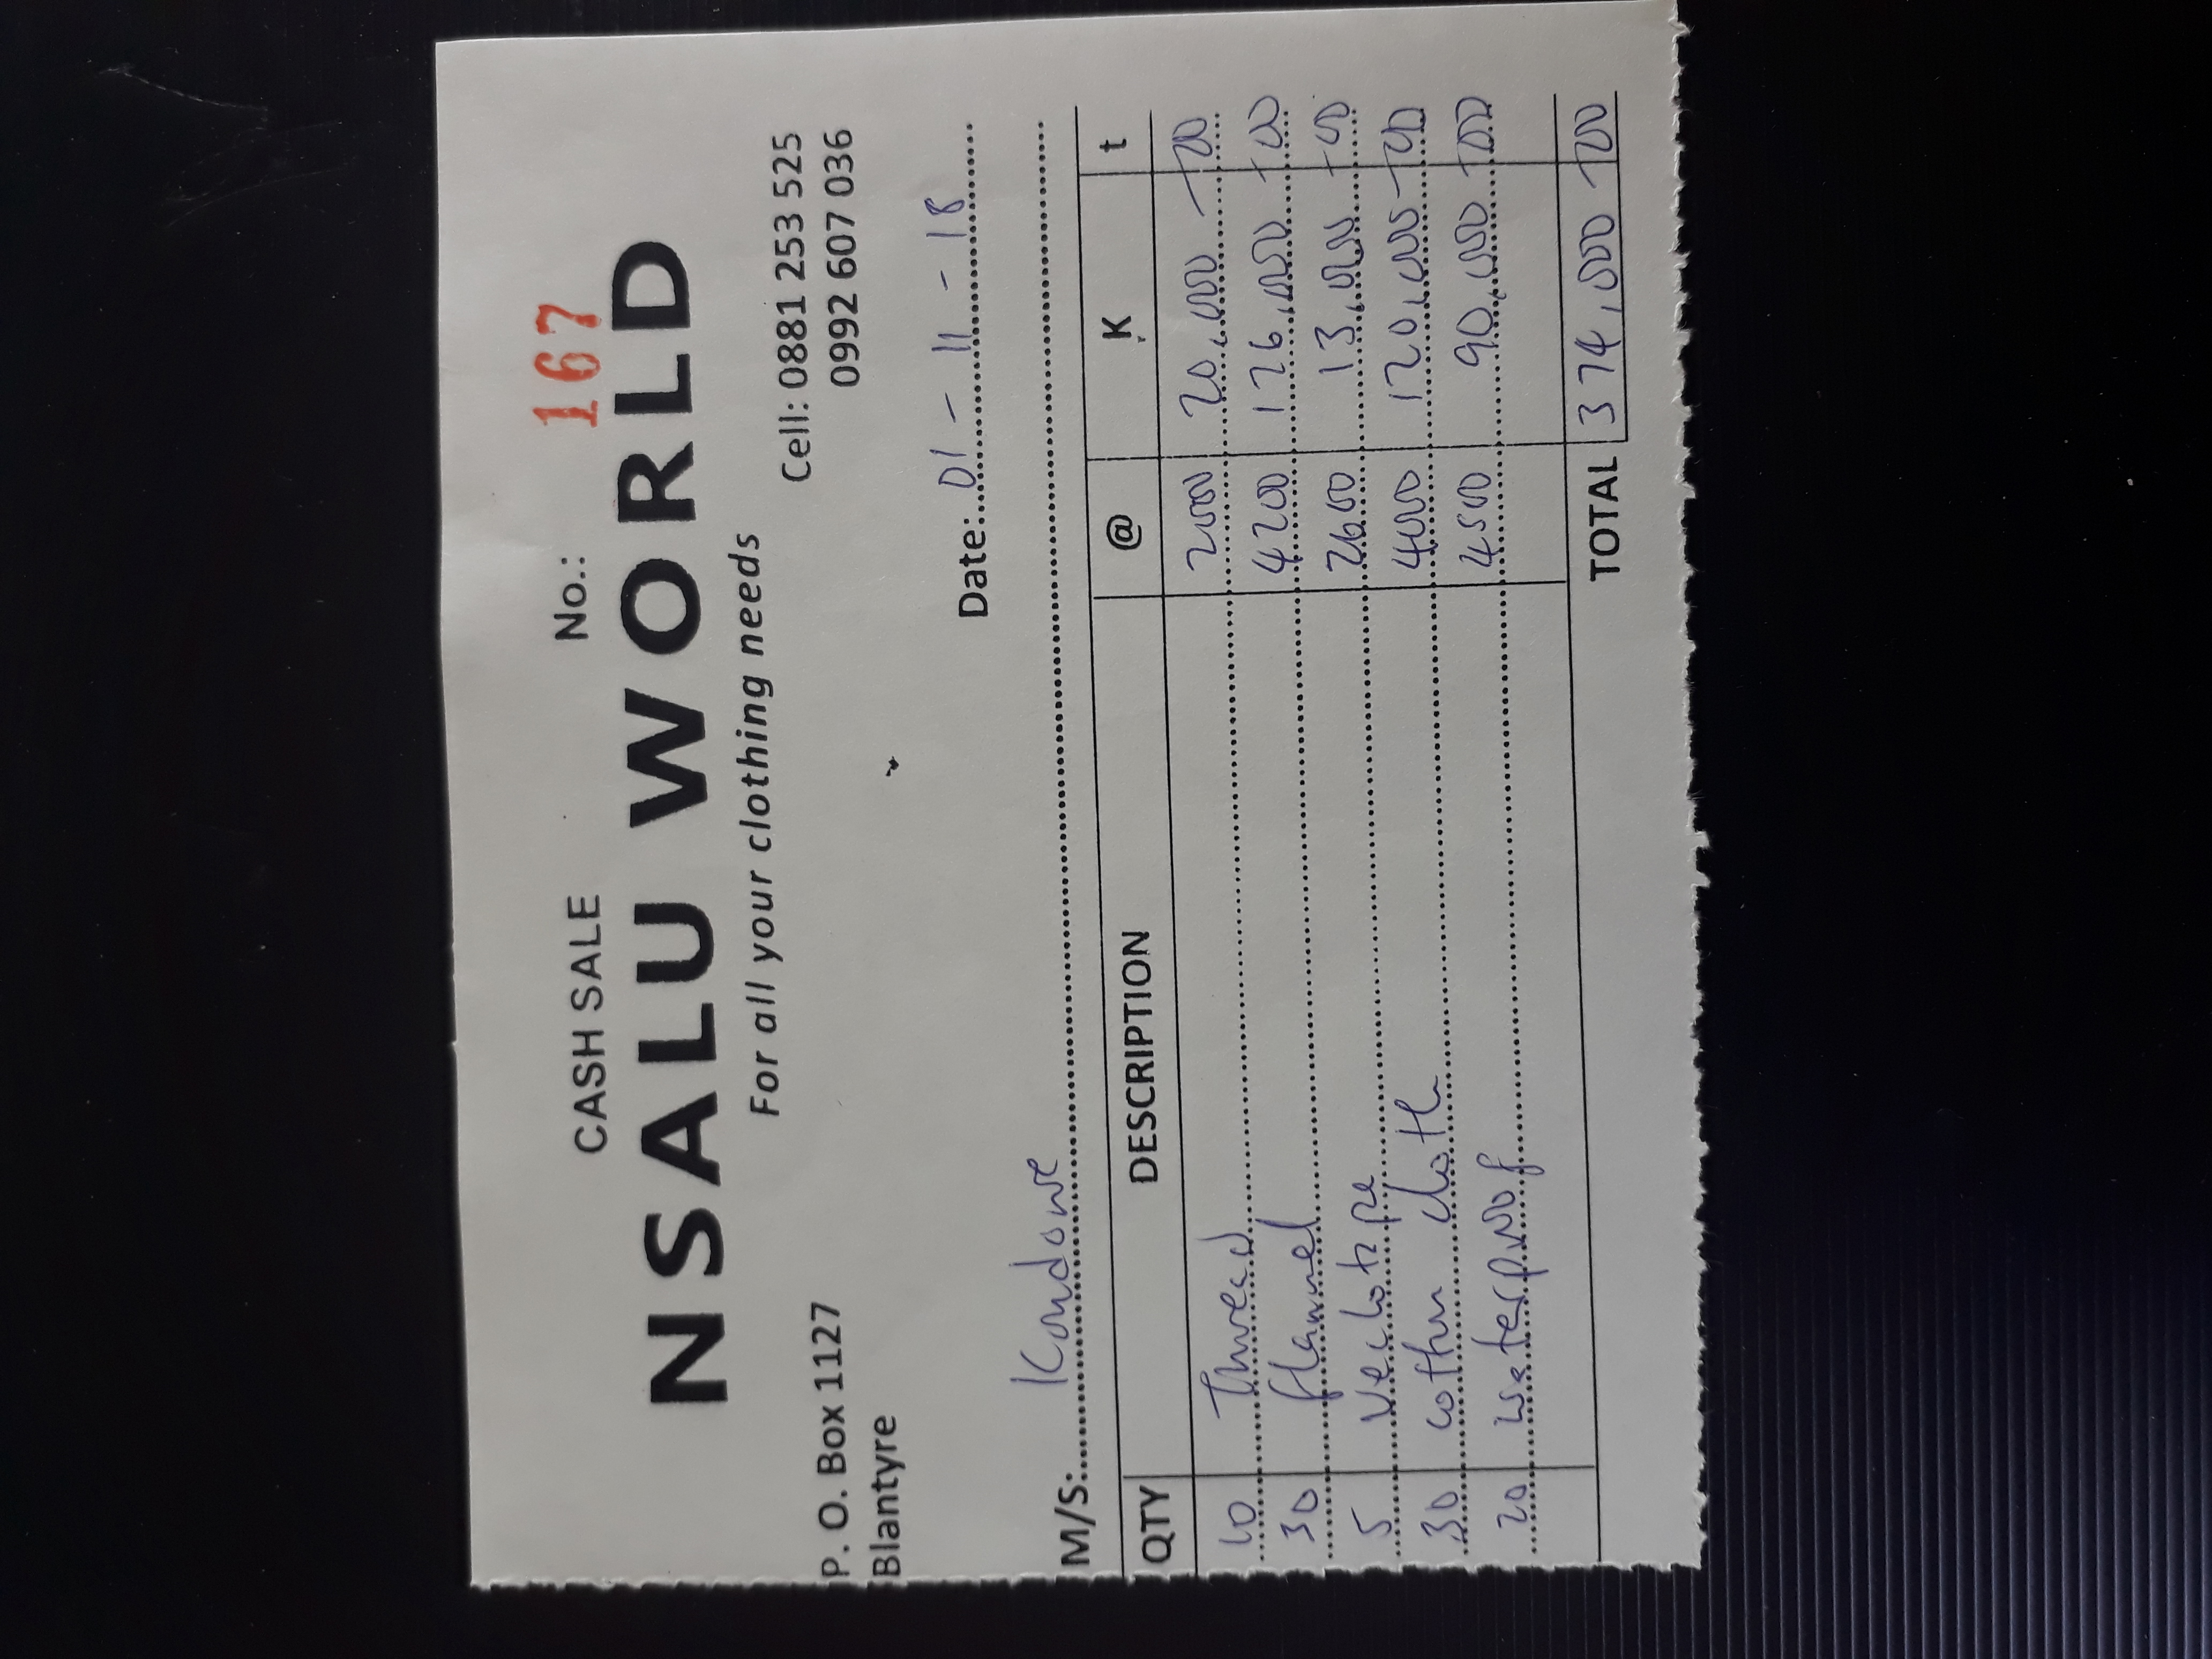 CASH SALE No.: 167
NSALU WORLD
For all your clothing needs
P. O. Box 1127 Cell: 0881 253 525
Blantyre 0992 607 036
Date: 01 - 11 - 18
M/S: Kondowe
QTY DESCRIPTION @ K t
10 Thread 2000 20,000 00
30 flannel 4200 126,000 00
5 2600 13,000 00
30 cotton cloth 4000 120,000 00
20 waterproof 4500 90,000 00
TOTAL 374,000 00